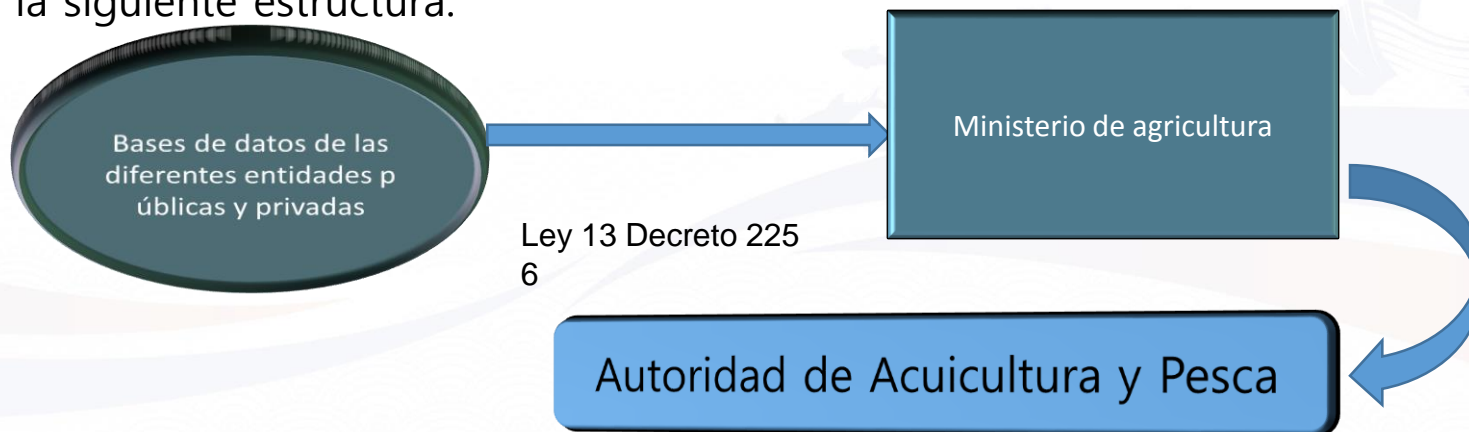 la siguiente estructura:
Bases de datos de las
diferentes entidades p
úblicas y privadas
Ministerio de agricultura
Ley 13 Decreto 225
6
Autoridad de Acuicultura y Pesca